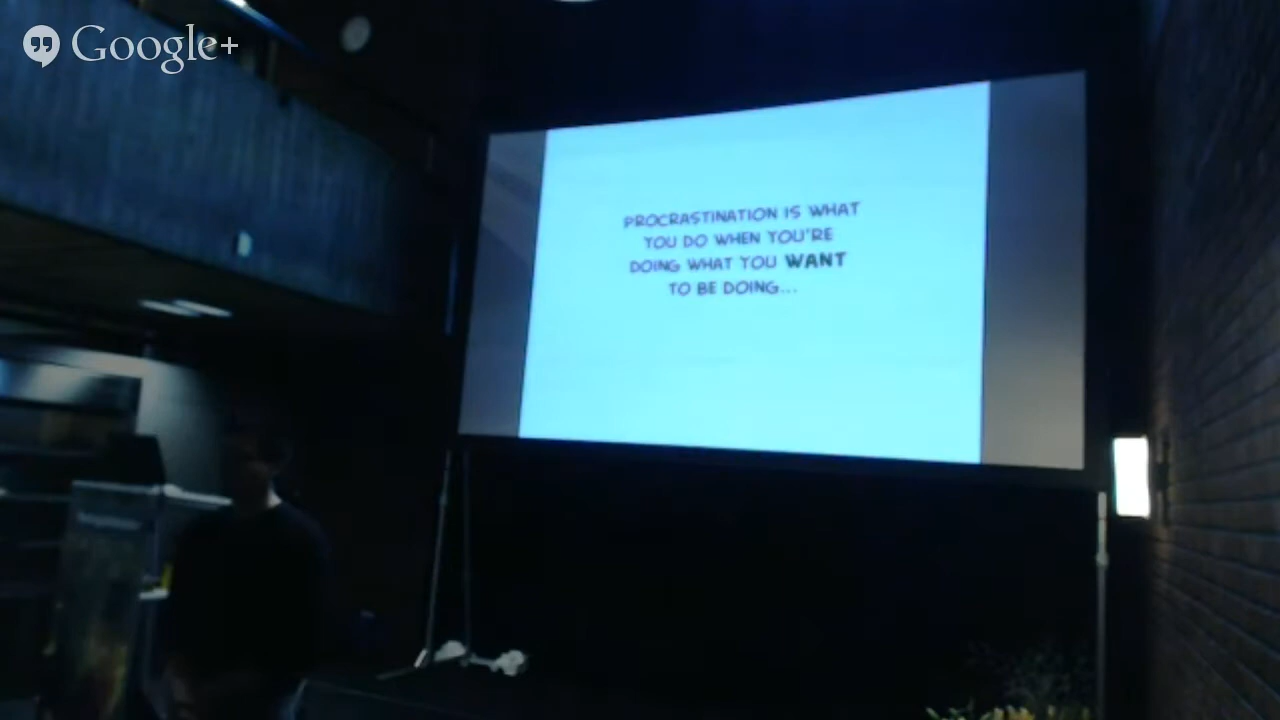 Google+
PROCRASTINATION IS WHAT
YOU DO WHEN YOU'RE
DOING WHAT YOU WANT
TO BE DOING...